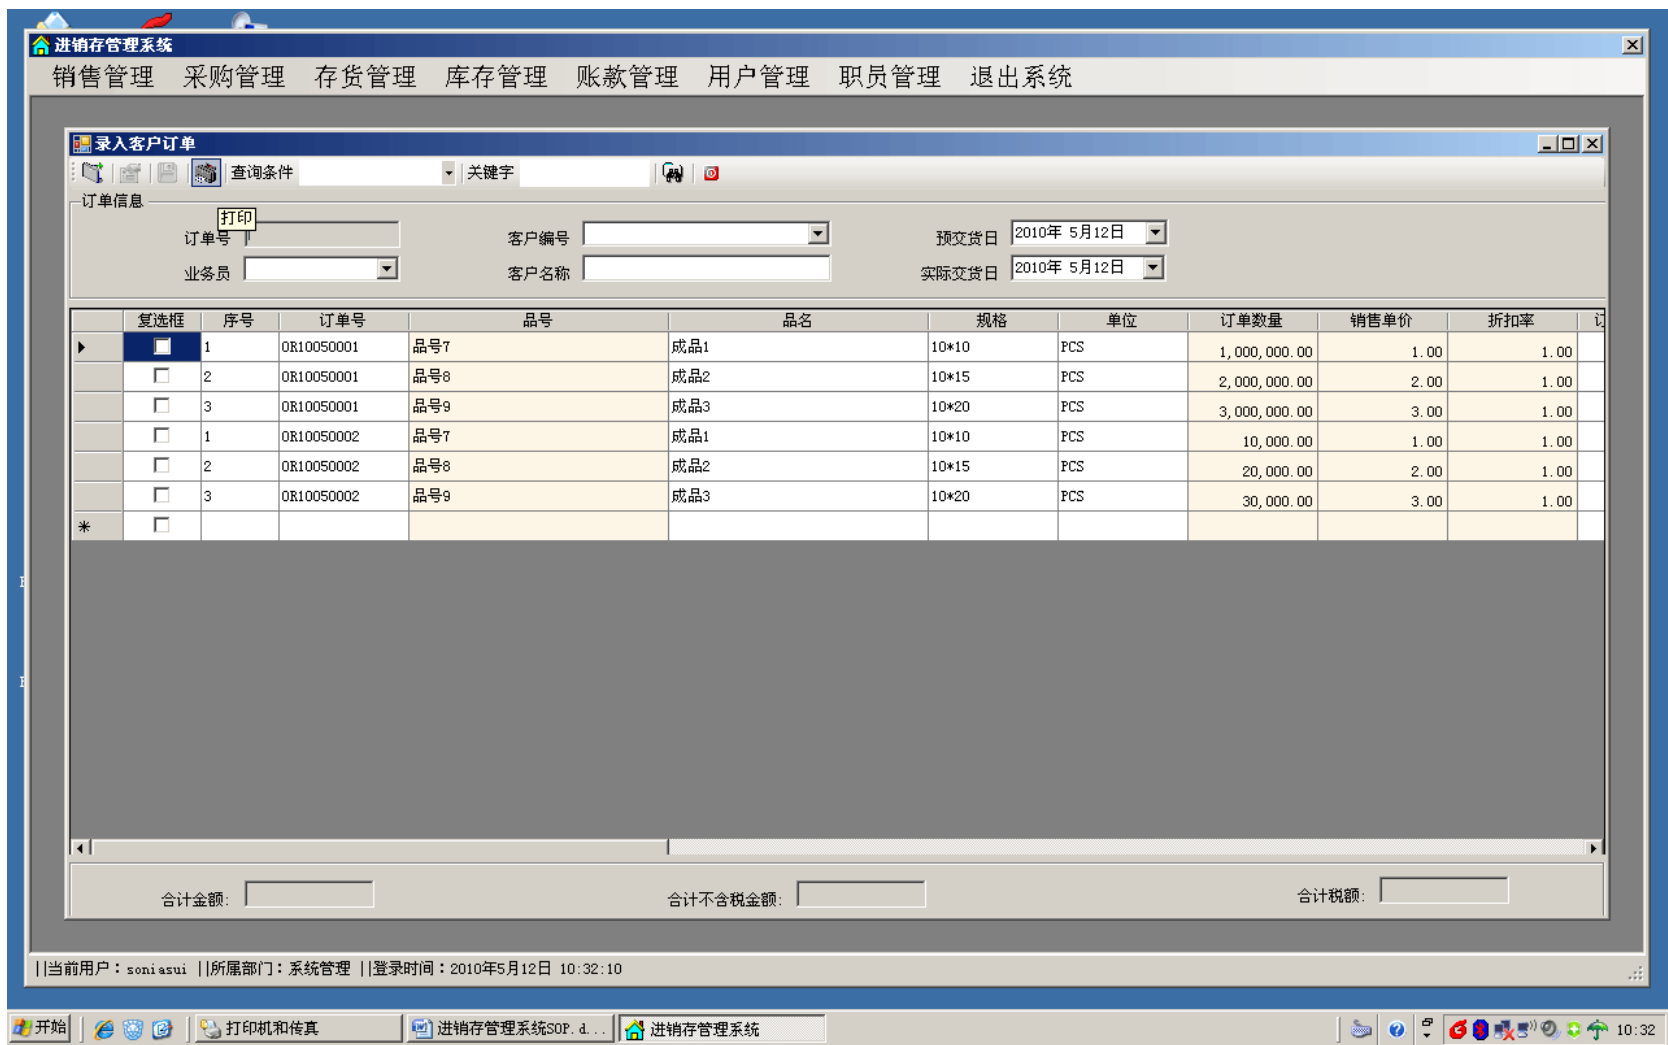 进销存管理系统
销售管理 采购管理 存货管理 库存管理 账款管理 用户管理 职员管理 退出系统
录入客户订单
查询条件 关键字
订单信息
打印
订单号 客户编号 预交货日 2010年 5月12日
业务员 客户名称 实际交货日 2010年 5月12日
复选框 序号 订单号 品号 品名 规格 单位 订单数量 销售单价 折扣率
1 OR10050001 品号7 成品1 10*10 PCS 1,000,000.00 1.00 1.00
2 OR10050001 品号8 成品2 10*15 PCS 2,000,000.00 2.00 1.00
3 OR10050001 品号9 成品3 10*20 PCS 3,000,000.00 3.00 1.00
1 OR10050002 品号7 成品1 10*10 PCS 10,000.00 1.00 1.00
2 OR10050002 品号8 成品2 10*15 PCS 20,000.00 2.00 1.00
3 OR10050002 品号9 成品3 10*20 PCS 30,000.00 3.00 1.00
合计金额: 合计不含税金额: 合计税额:
||当前用户：soniasui ||所属部门：系统管理 ||登录时间：2010年5月12日 10:32:10
开始 打印机和传真 进销存管理系统SOP.d... 进销存管理系统 10:32